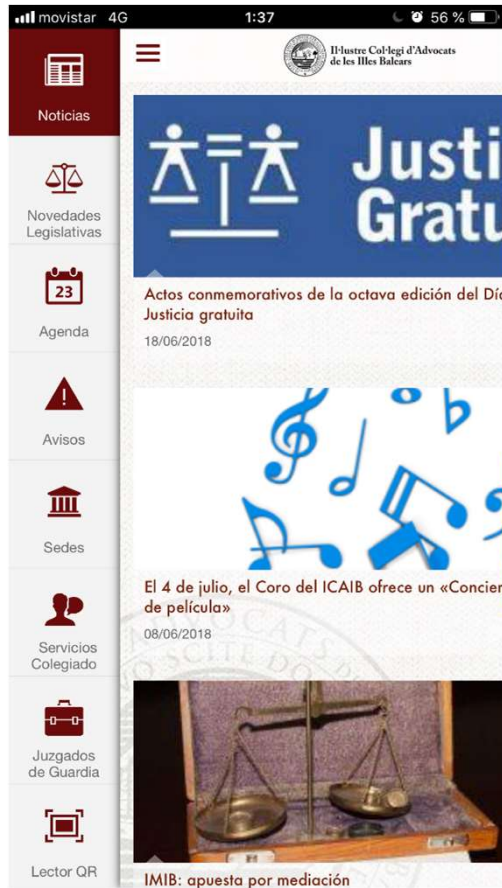 movistar 4G
1:37
56 %
Il·lustre Col·legi d'Advocats
de les Illes Balears
Noticias
Novedades
Legislativas
23
Agenda
Avisos
Sedes
Servicios
Colegiado
Juzgados
de Guardia
Lector QR
Justi
Gratu
Actos conmemorativos de la octava edición del Dí
Justicia gratuita
18/06/2018
El 4 de julio, el Coro del ICAIB ofrece un «Concier
de película»
08/06/2018
IMIB: apuesta por mediación